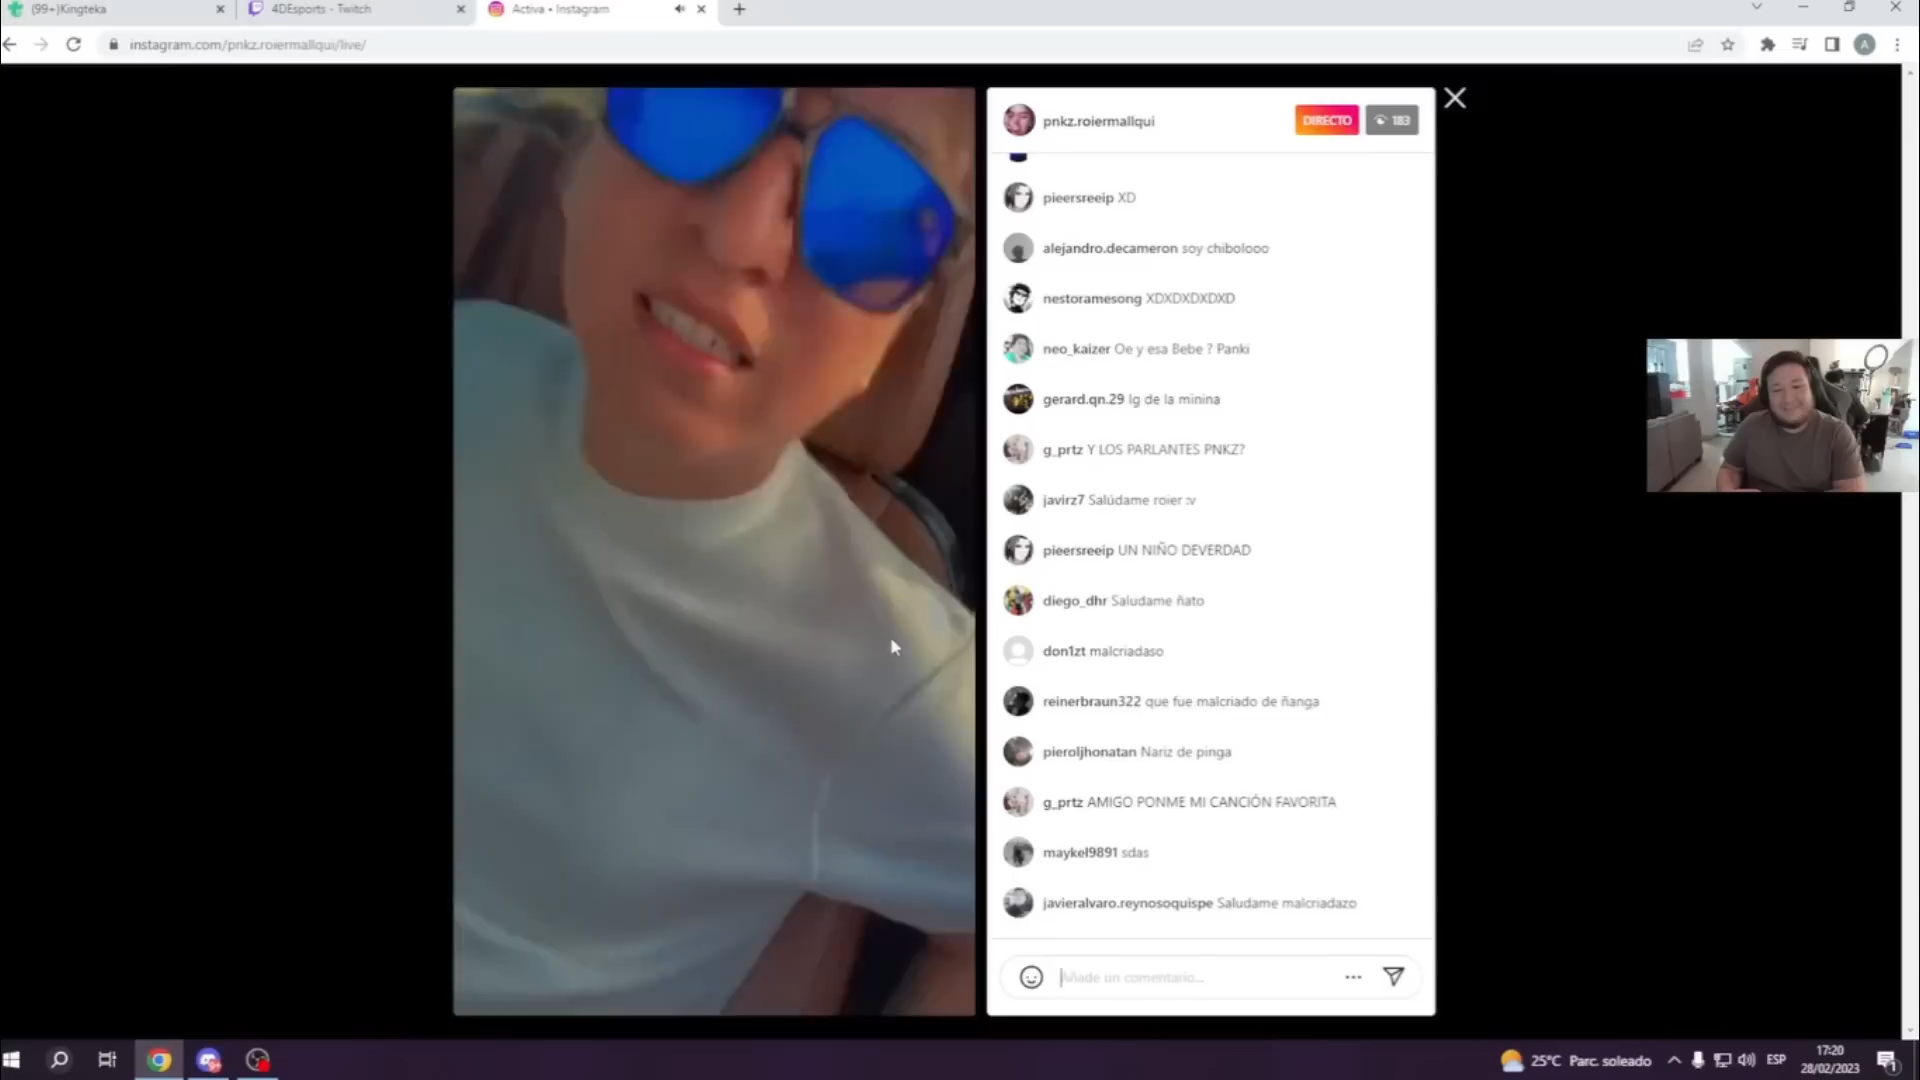 (99+)Kingteka
4DEsports - Twitch
Activa • Instagram
instagram.com/pnkz.roiermallqui/live/
A
pnkz.roiermallqui
DIRECTO
183
pieersreeip XD
alejandro.decameron soy chibolooo
nestoramesong XDXDXDXDXD
neo_kaizer Oe y esa Bebe ? Panki
gerard.qn.29 Ig de la minina
g_prtz Y LOS PARLANTES PNKZ?
javirz7 Salúdame roier :v
pieersreeip UN NIÑO DEVERDAD
diego_dhr Saludame ñato
don1zt malcriadaso
reinerbraun322 que fue malcriado de ñanga
pieroljhonatan Nariz de pinga
g_prtz AMIGO PONME MI CANCIÓN FAVORITA
maykel9891 sdas
javieralvaro.reynosoquispe Saludame malcriadazo
Añade un comentario...
25°C Parc. soleado
ESP
17:20
28/02/2023
1